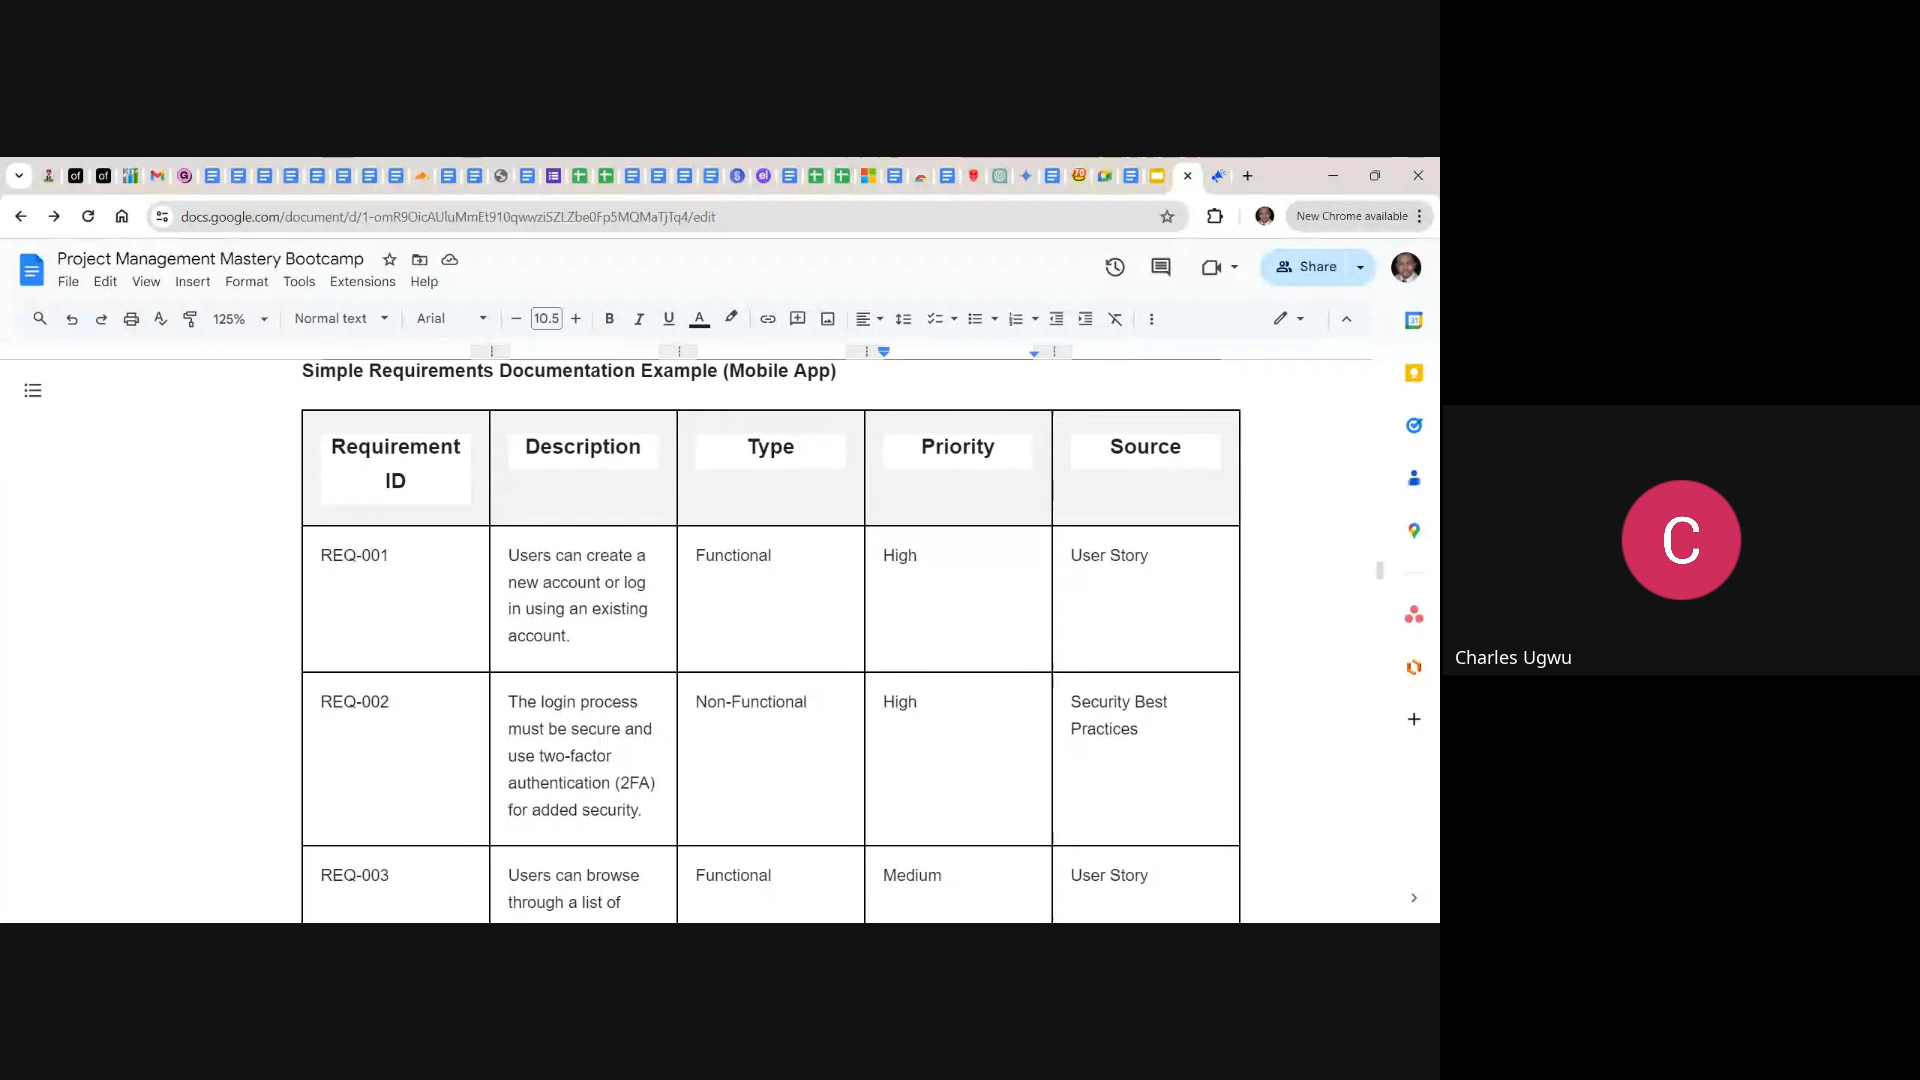 docs.google.com/document/d/1-omR9OicAUluMmEt910qwwziSZLZbe0Fp5MQMaTjTq4/edit
New Chrome available
Project Management Mastery Bootcamp
File Edit View Insert Format Tools Extensions Help
Share
125% Normal text Arial 10.5 B I U A
Simple Requirements Documentation Example (Mobile App)
Requirement ID Description Type Priority Source
REQ-001 Users can create a new account or log in using an existing account. Functional High User Story
REQ-002 The login process must be secure and use two-factor authentication (2FA) for added security. Non-Functional High Security Best Practices
REQ-003 Users can browse through a list of Functional Medium User Story
C
Charles Ugwu